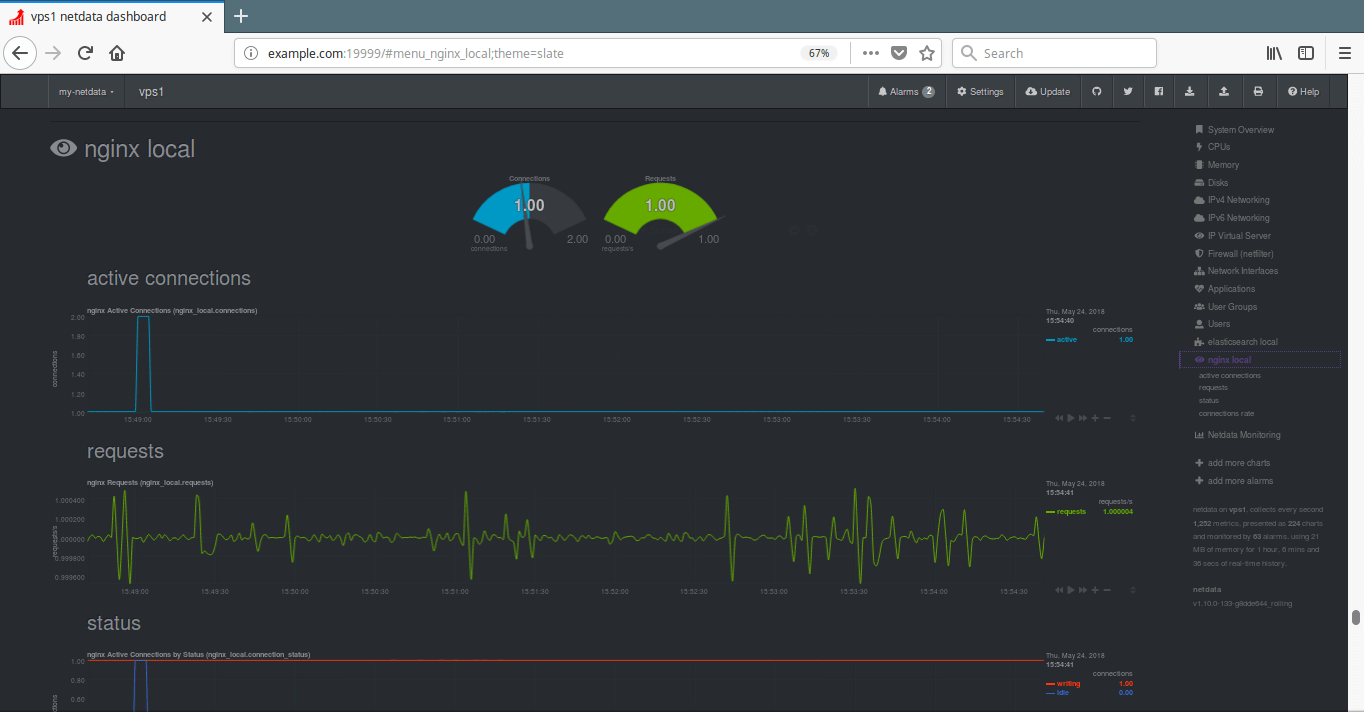 vps1 netdata dashboard
example.com:19999/#menu_nginx_local;theme=slate
67%
Search
my-netdata
vps1
Alarms 2
Settings
Update
Help
nginx local
Connections
1.00
0.00
2.00
connections
Requests
1.00
0.00
1.00
requests/s
active connections
nginx Active Connections (nginx_local.connections)
connections
2.00
1.80
1.60
1.40
1.20
1.00
15:49:00 15:49:30 15:50:00 15:50:30 15:51:00 15:51:30 15:52:00 15:52:30 15:53:00 15:53:30 15:54:00 15:54:30
Thu, May 24, 2018
15:54:40
connections
active 1.00
requests
nginx Requests (nginx_local.requests)
requests/s
1.000400
1.000200
1.000000
0.999800
0.999600
15:49:00 15:49:30 15:50:00 15:50:30 15:51:00 15:51:30 15:52:00 15:52:30 15:53:00 15:53:30 15:54:00 15:54:30
Thu, May 24, 2018
15:54:41
requests/s
requests 1.000004
status
nginx Active Connections by Status (nginx_local.connection_status)
1.00
0.80
0.60
Thu, May 24, 2018
15:54:41
connections
writing 1.00
idle 0.00
System Overview
CPUs
Memory
Disks
IPv4 Networking
IPv6 Networking
IP Virtual Server
Firewall (netfilter)
Network Interfaces
Applications
User Groups
Users
elasticsearch local
nginx local
active connections
requests
status
connections rate
Netdata Monitoring
add more charts
add more alarms
netdata on vps1, collects every second
1,252 metrics, presented as 224 charts
and monitored by 63 alarms, using 21
MB of memory for 1 hour, 6 mins and
36 secs of real-time history.
netdata
v1.10.0-133-g8dde644_rolling